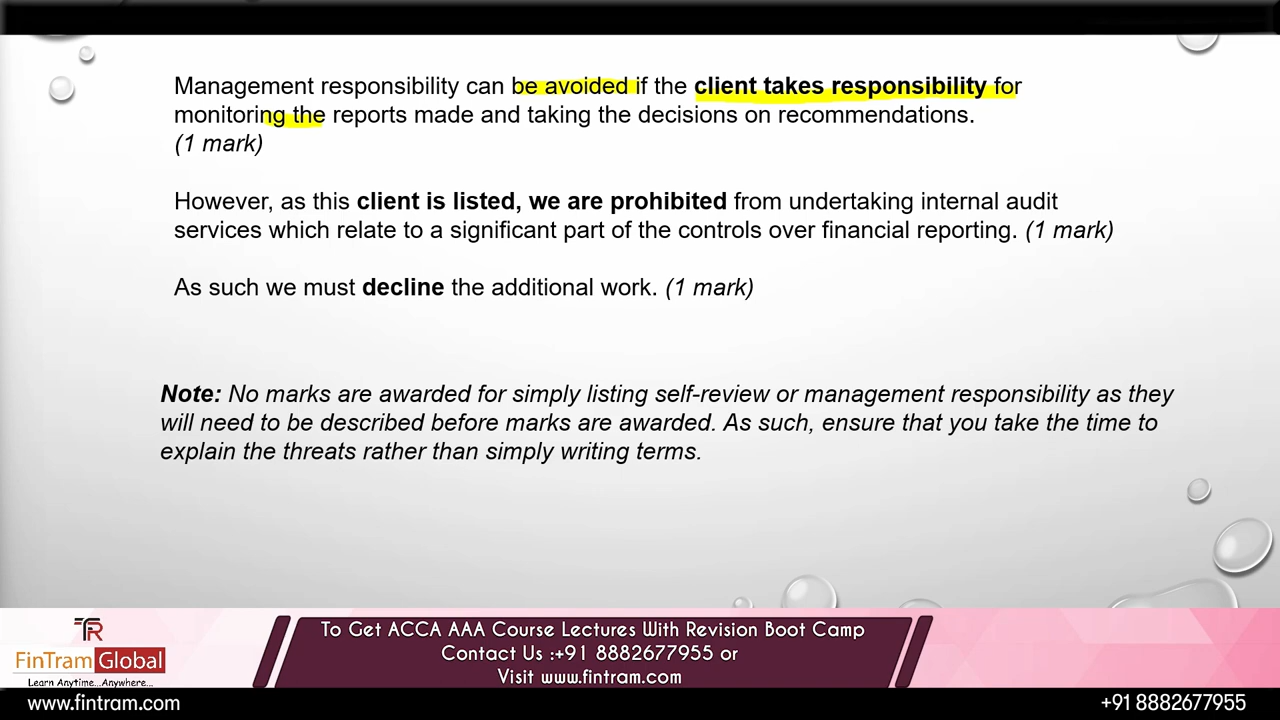 Management responsibility can be avoided if the client takes responsibility for
monitoring the reports made and taking the decisions on recommendations.
(1 mark)
However, as this client is listed, we are prohibited from undertaking internal audit
services which relate to a significant part of the controls over financial reporting. (1 mark)
As such we must decline the additional work. (1 mark)
Note: No marks are awarded for simply listing self-review or management responsibility as they
will need to be described before marks are awarded. As such, ensure that you take the time to
explain the threats rather than simply writing terms.
FinTram Global
Learn Anytime...Anywhere...
To Get ACCA AAA Course Lectures With Revision Boot Camp
Contact Us :+91 8882677955 or
Visit www.fintram.com
www.fintram.com
+91 8882677955